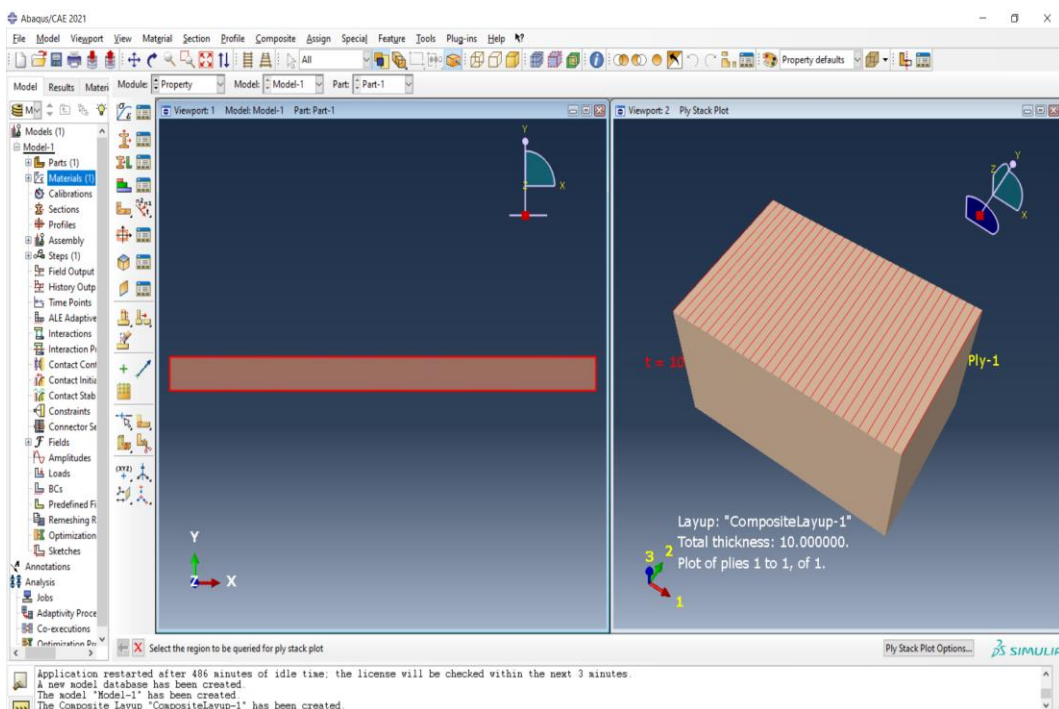 Abaqus/CAE 2021
File Model Viewport View Material Section Profile Composite Assign Special Feature Tools Plug-ins Help
All
Property defaults
Model Results Materi
Module: Property Model: Model-1 Part: Part-1
Viewport: 1 Model: Model-1 Part: Part-1
Viewport: 2 Ply Stack Plot
Models (1)
Model-1
Parts (1)
Materials (1)
Calibrations
Sections
Profiles
Assembly
Steps (1)
Field Output
History Outp
Time Points
ALE Adaptive
Interactions
Interaction Pr
Contact Cont
Contact Initia
Contact Stab
Constraints
Connector Se
Fields
Amplitudes
Loads
BCs
Predefined Fi
Remeshing R
Optimization
Sketches
Annotations
Analysis
Jobs
Adaptivity Proce
Co-executions
Optimization Pr
Y
Z X
Y
Z X
Y
Z
X
t = 10
Ply-1
Layup: "CompositeLayup-1"
Total thickness: 10.000000.
Plot of plies 1 to 1, of 1.
3 2
1
Select the region to be queried for ply stack plot
Ply Stack Plot Options...
SIMULIA
Application restarted after 486 minutes of idle time; the license will be checked within the next 3 minutes.
A new model database has been created.
The model "Model-1" has been created.
The Composite Layup "CompositeLayup-1" has been created.